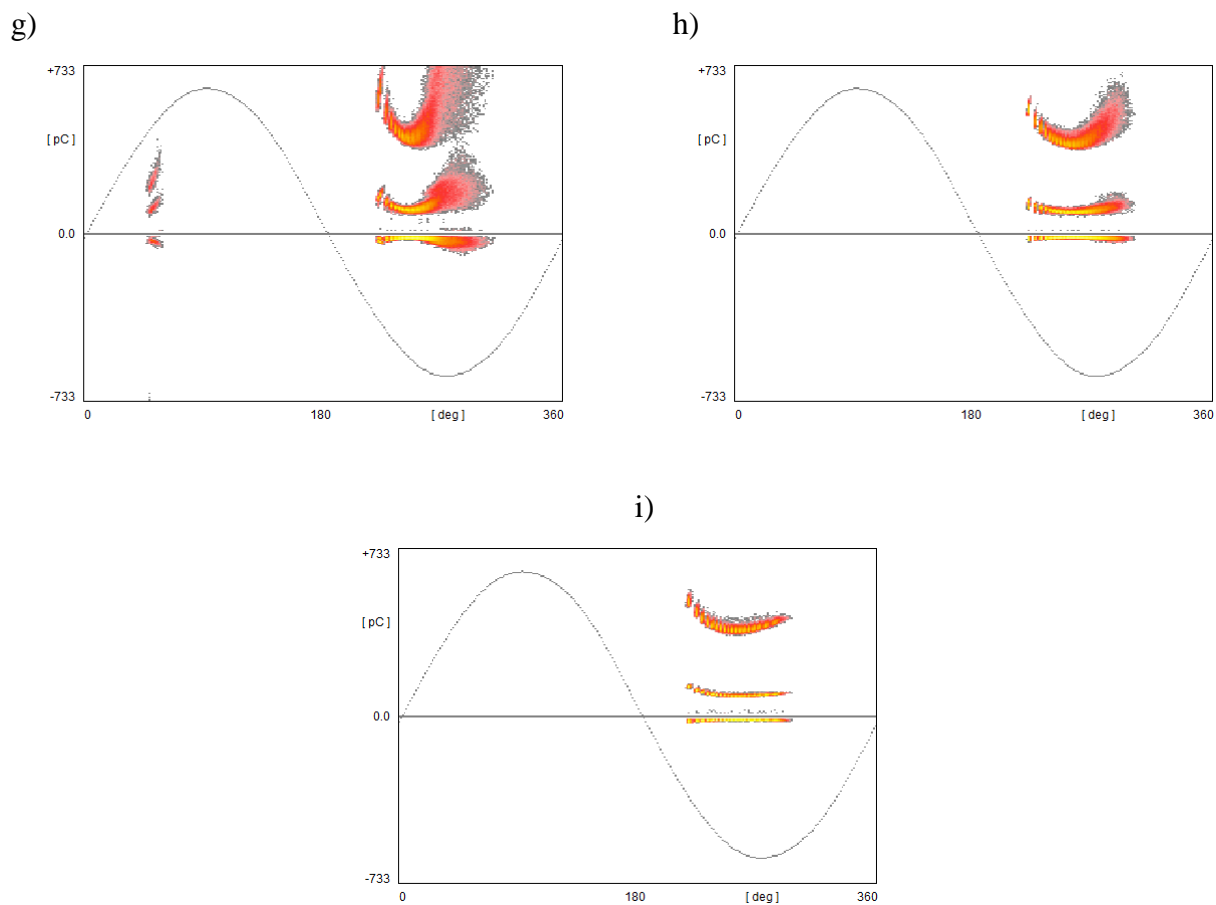 g)
h)
+733
[ pC ]
0.0
-733
0
180
[ deg ]
360
+733
[ pC ]
0.0
-733
0
180
[ deg ]
360
i)
+733
[ pC ]
0.0
-733
0
180
[ deg ]
360